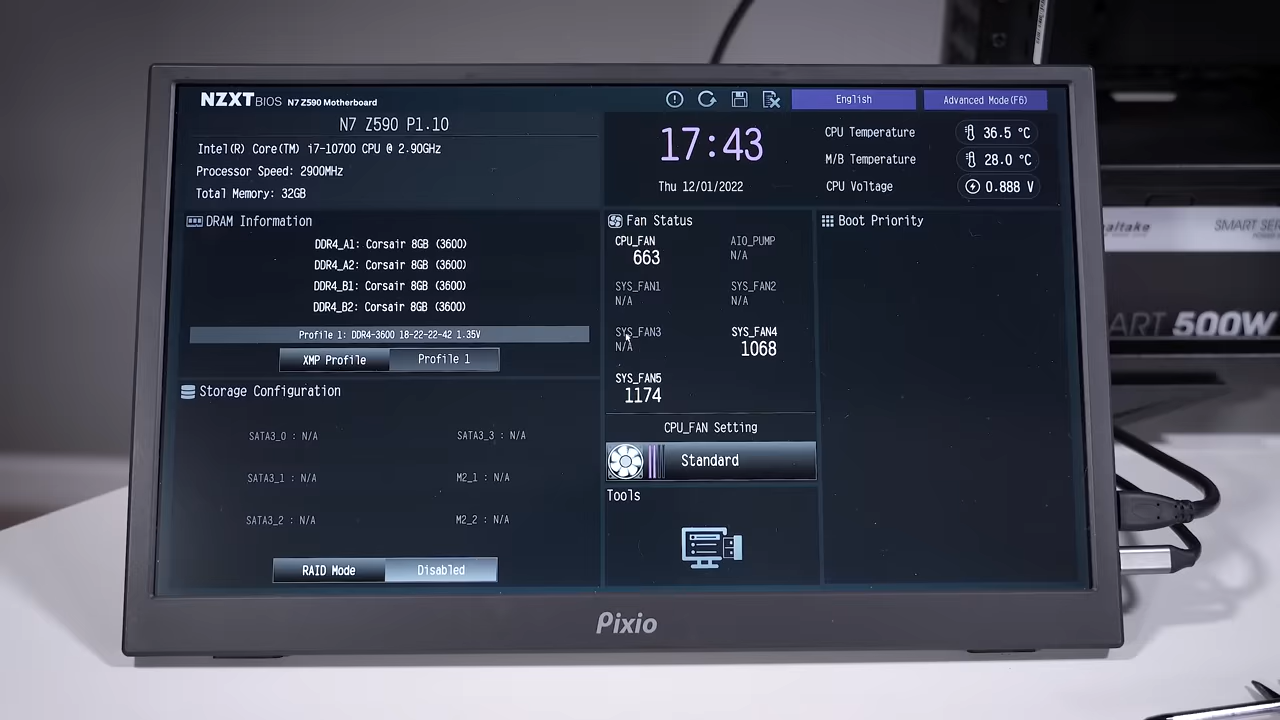 NZXT BIOS N7 Z590 Motherboard
English
Advanced Mode(F6)
N7 Z590 P1.10
Intel(R) Core(TM) i7-10700 CPU @ 2.90GHz
Processor Speed: 2900MHz
Total Memory: 32GB
17:43
Thu 12/01/2022
CPU Temperature 36.5 °C
M/B Temperature 28.0 °C
CPU Voltage 0.888 V
DRAM Information
DDR4_A1: Corsair 8GB (3600)
DDR4_A2: Corsair 8GB (3600)
DDR4_B1: Corsair 8GB (3600)
DDR4_B2: Corsair 8GB (3600)
Profile 1: DDR4-3600 18-22-22-42 1.35V
XMP Profile Profile 1
Storage Configuration
SATA3_0 : N/A SATA3_3 : N/A
SATA3_1 : N/A M2_1 : N/A
SATA3_2 : N/A M2_2 : N/A
RAID Mode Disabled
Fan Status
CPU_FAN AIO_PUMP
663 N/A
SYS_FAN1 SYS_FAN2
N/A N/A
SYS_FAN3 SYS_FAN4
N/A 1068
SYS_FAN5
1174
CPU_FAN Setting
Standard
Tools
Boot Priority
Pixio
SMART
500W